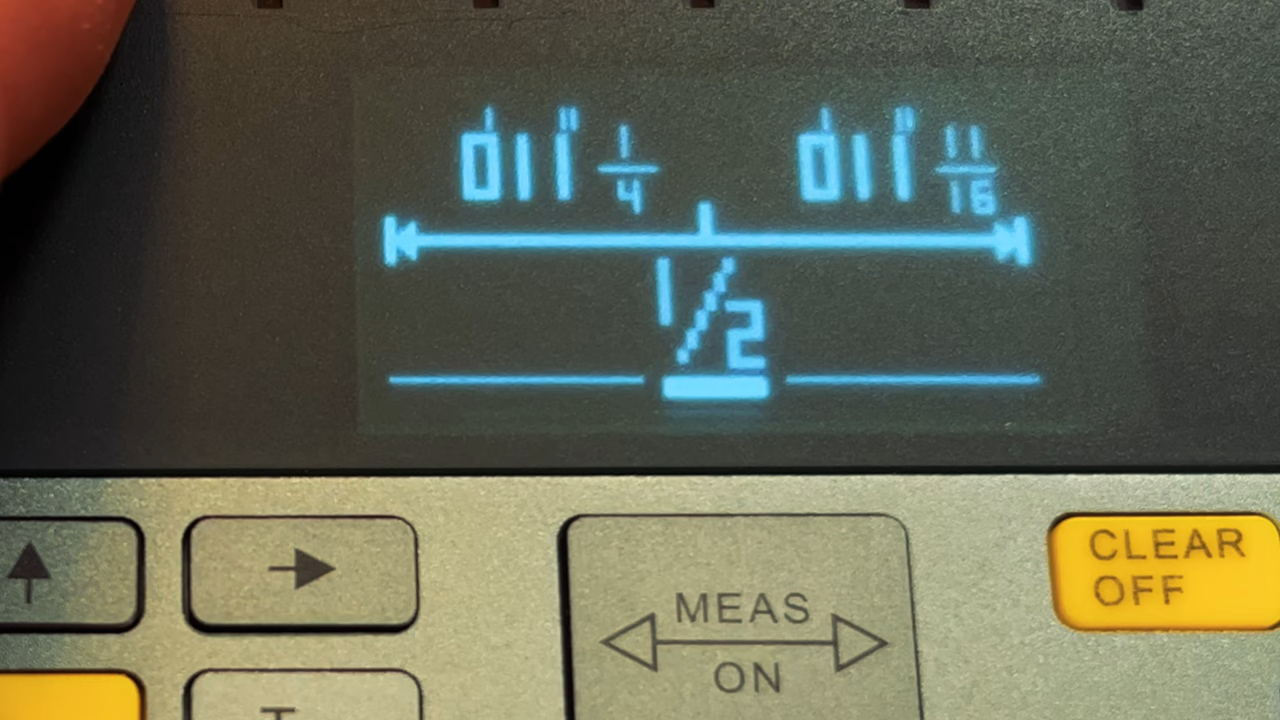 0'11" 1/4 0'11" 11/16
1/2
MEAS
ON
CLEAR
OFF